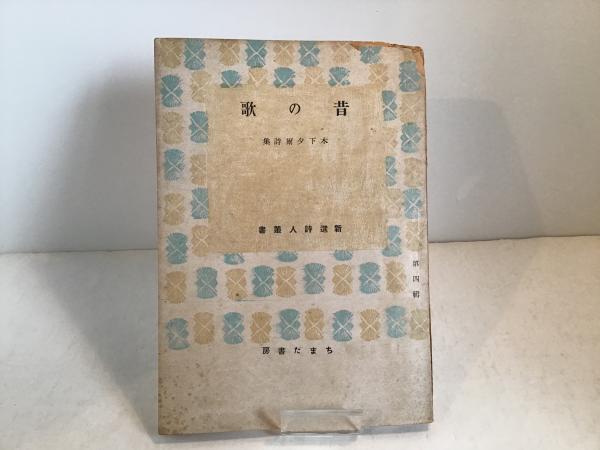 昔の歌
木下夕爾詩集
新選詩人叢書
第四輯
ちまた書房